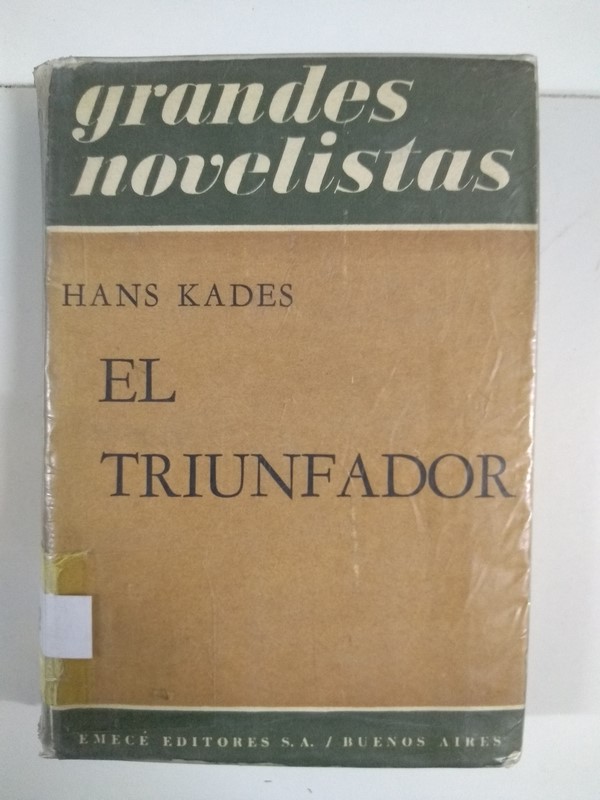 grandes
novelistas
HANS KADES
EL
TRIUNFADOR
EMECÉ EDITORES S.A. / BUENOS AIRES